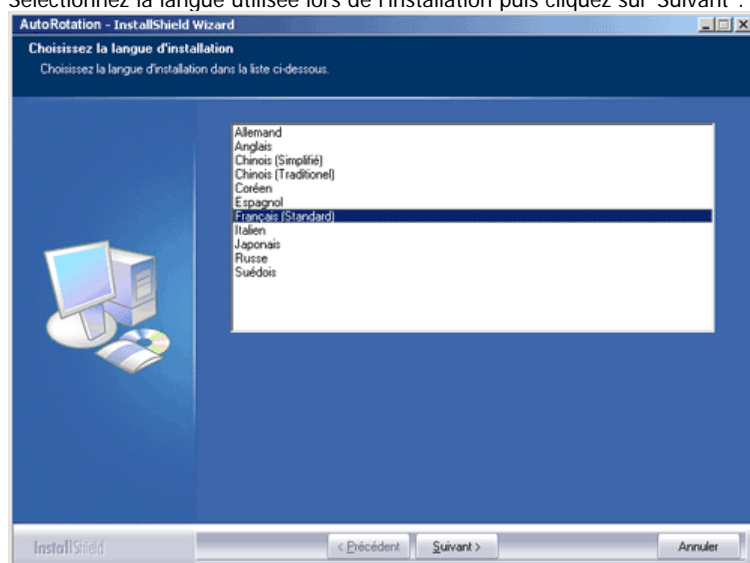 Sélectionnez la langue utilisée lors de l'installation puis cliquez sur 'Suivant'.
AutoRotation - InstallShield Wizard
Choisissez la langue d'installation
Choisissez la langue d'installation dans la liste ci-dessous.
Allemand
Anglais
Chinois (Simplifié)
Chinois (Traditionel)
Coréen
Espagnol
Français (Standard)
Italien
Japonais
Russe
Suédois
InstallShield
< Précédent
Suivant >
Annuler